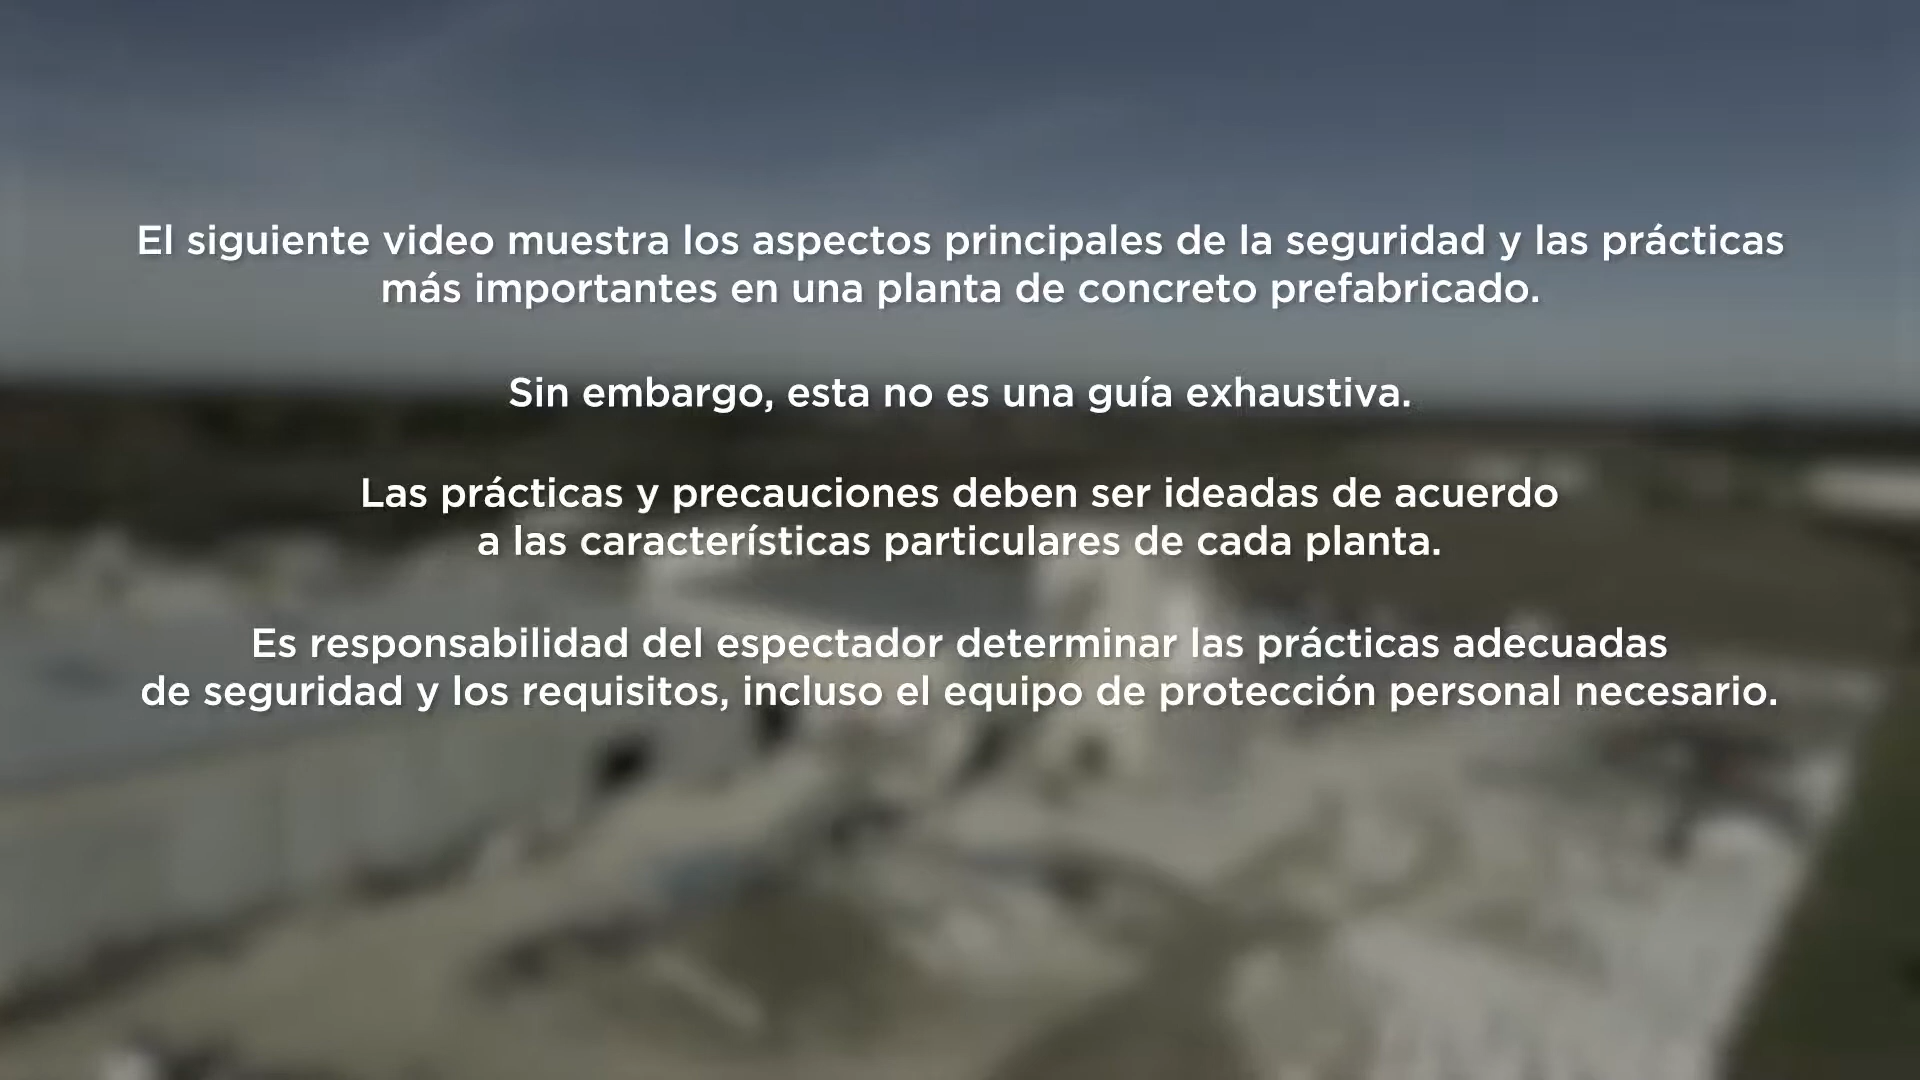 El siguiente video muestra los aspectos principales de la seguridad y las prácticas
más importantes en una planta de concreto prefabricado.
Sin embargo, esta no es una guía exhaustiva.
Las prácticas y precauciones deben ser ideadas de acuerdo
a las características particulares de cada planta.
Es responsabilidad del espectador determinar las prácticas adecuadas
de seguridad y los requisitos, incluso el equipo de protección personal necesario.